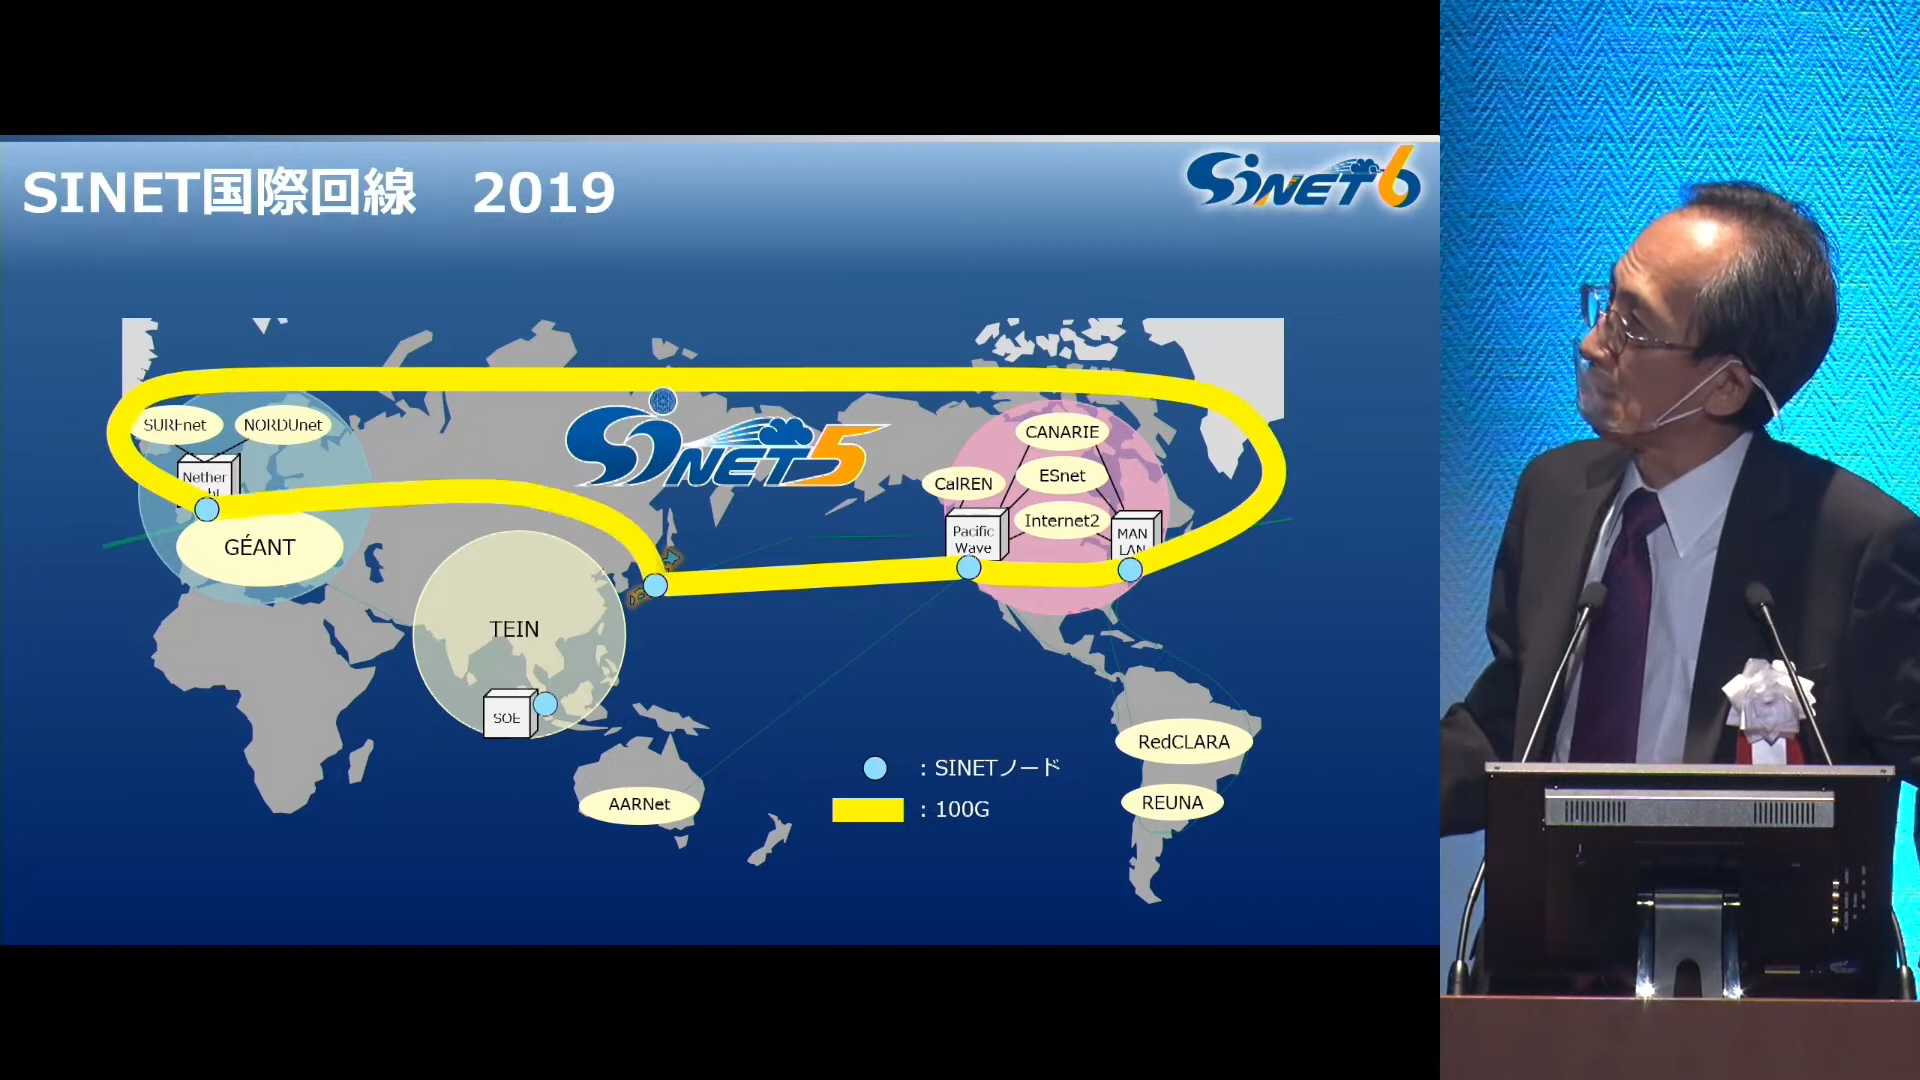 SINET国際回線　2019
SINET6
SURFnet
NORDUnet
Nether
GÉANT
SINET5
CANARIE
CalREN
ESnet
Internet2
Pacific
Wave
MAN
LAN
TEIN
SOE
AARNet
RedCLARA
REUNA
：SINETノード
：100G